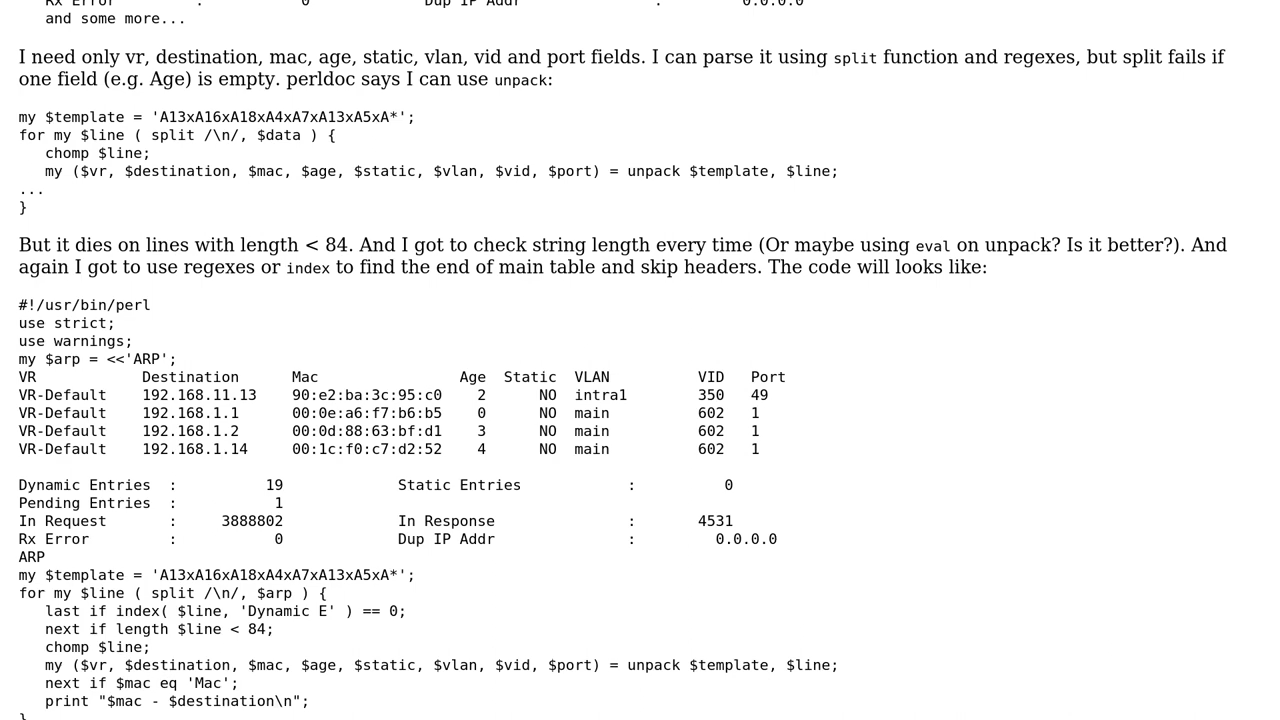 Rx Error         :           0             Dup IP Addr               :         0.0.0.0
   and some more...
I need only vr, destination, mac, age, static, vlan, vid and port fields. I can parse it using split function and regexes, but split fails if
one field (e.g. Age) is empty. perldoc says I can use unpack:
my $template = 'A13xA16xA18xA4xA7xA13xA5xA*';
for my $line ( split /\n/, $data ) {
   chomp $line;
   my ($vr, $destination, $mac, $age, $static, $vlan, $vid, $port) = unpack $template, $line;
...
}
But it dies on lines with length < 84. And I got to check string length every time (Or maybe using eval on unpack? Is it better?). And
again I got to use regexes or index to find the end of main table and skip headers. The code will looks like:
#!/usr/bin/perl
use strict;
use warnings;
my $arp = <<'ARP';
VR            Destination      Mac                Age  Static  VLAN          VID   Port
VR-Default    192.168.11.13    90:e2:ba:3c:95:c0    2      NO  intra1        350   49
VR-Default    192.168.1.1      00:0e:a6:f7:b6:b5    0      NO  main          602   1
VR-Default    192.168.1.2      00:0d:88:63:bf:d1    3      NO  main          602   1
VR-Default    192.168.1.14     00:1c:f0:c7:d2:52    4      NO  main          602   1
Dynamic Entries  :          19             Static Entries            :          0
Pending Entries  :           1
In Request       :     3888802             In Response               :       4531
Rx Error         :           0             Dup IP Addr               :         0.0.0.0
ARP
my $template = 'A13xA16xA18xA4xA7xA13xA5xA*';
for my $line ( split /\n/, $arp ) {
   last if index( $line, 'Dynamic E' ) == 0;
   next if length $line < 84;
   chomp $line;
   my ($vr, $destination, $mac, $age, $static, $vlan, $vid, $port) = unpack $template, $line;
   next if $mac eq 'Mac';
   print "$mac - $destination\n";
}